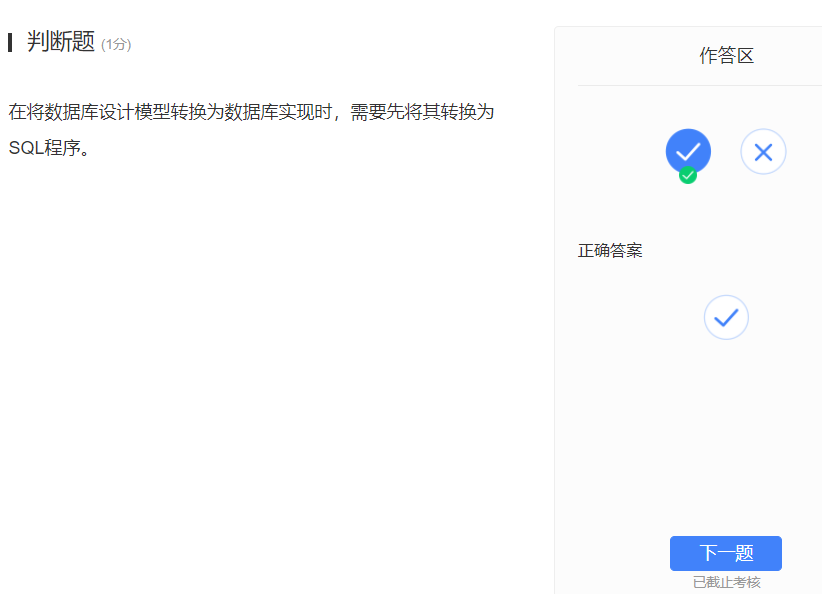 判断题 (1分)
在将数据库设计模型转换为数据库实现时，需要先将其转换为
SQL程序。
作答区
正确答案
下一题
已截止考核